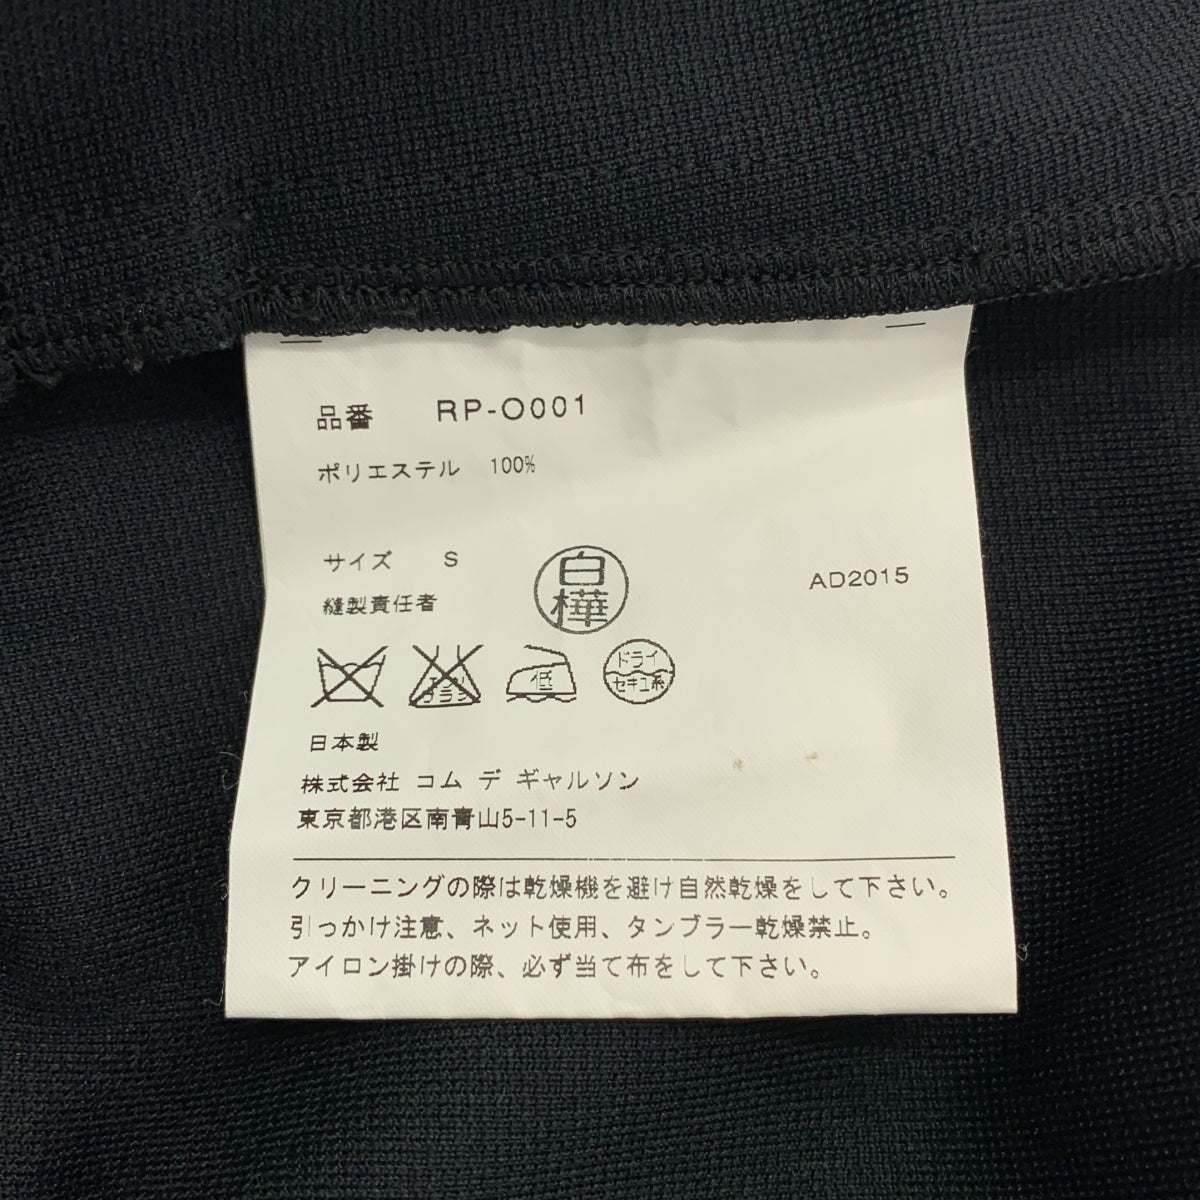 品番 RP-O001
ポリエステル 100%
サイズ S
白樺
AD2015
縫製責任者
エンソ
低
ドライ
セキユ系
日本製
株式会社 コム デ ギャルソン
東京都港区南青山5-11-5
クリーニングの際は乾燥機を避け自然乾燥をして下さい。
引っかけ注意、ネット使用、タンブラー乾燥禁止。
アイロン掛けの際、必ず当て布をして下さい。